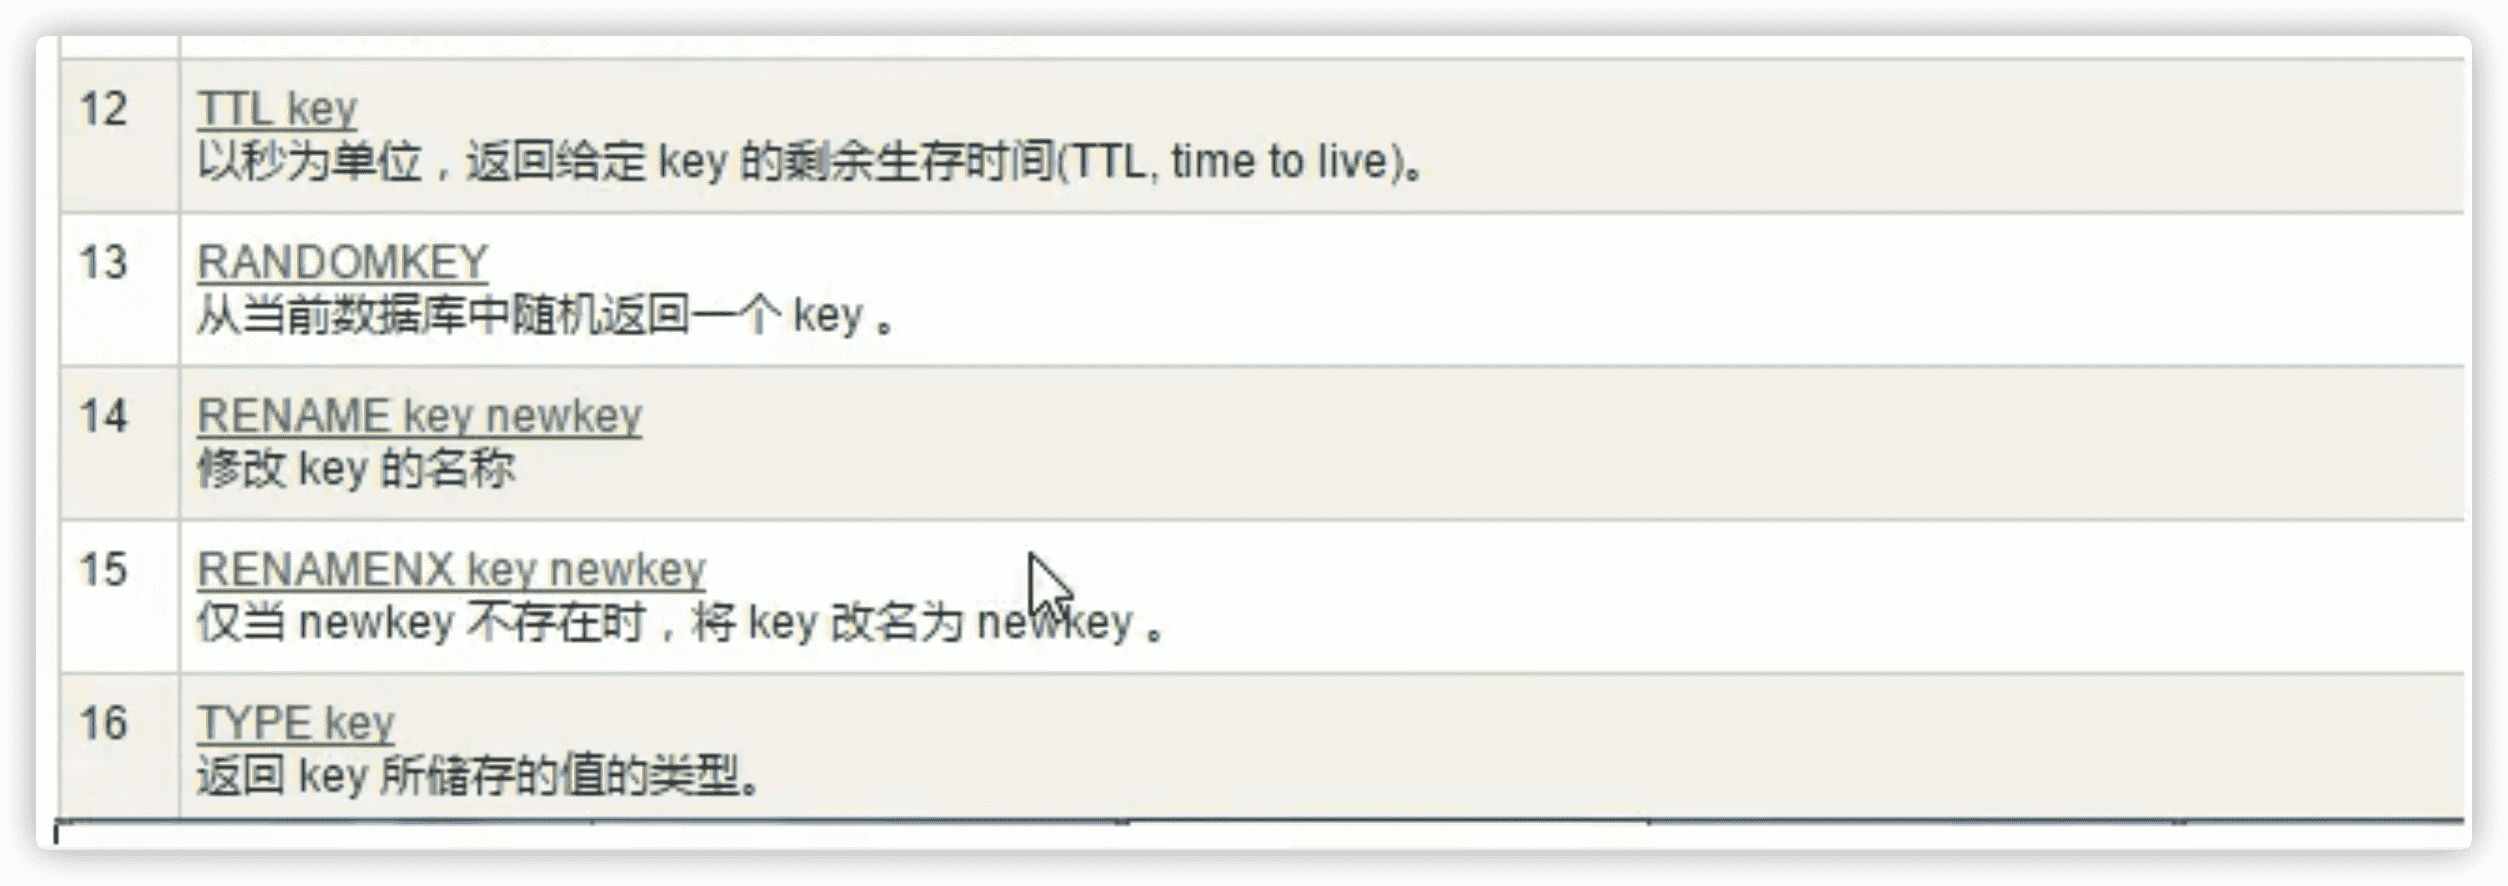 12
TTL key
以秒为单位，返回给定 key 的剩余生存时间(TTL, time to live)。
13
RANDOMKEY
从当前数据库中随机返回一个 key 。
14
RENAME key newkey
修改 key 的名称
15
RENAMENX key newkey
仅当 newkey 不存在时，将 key 改名为 newkey 。
16
TYPE key
返回 key 所储存的值的类型。